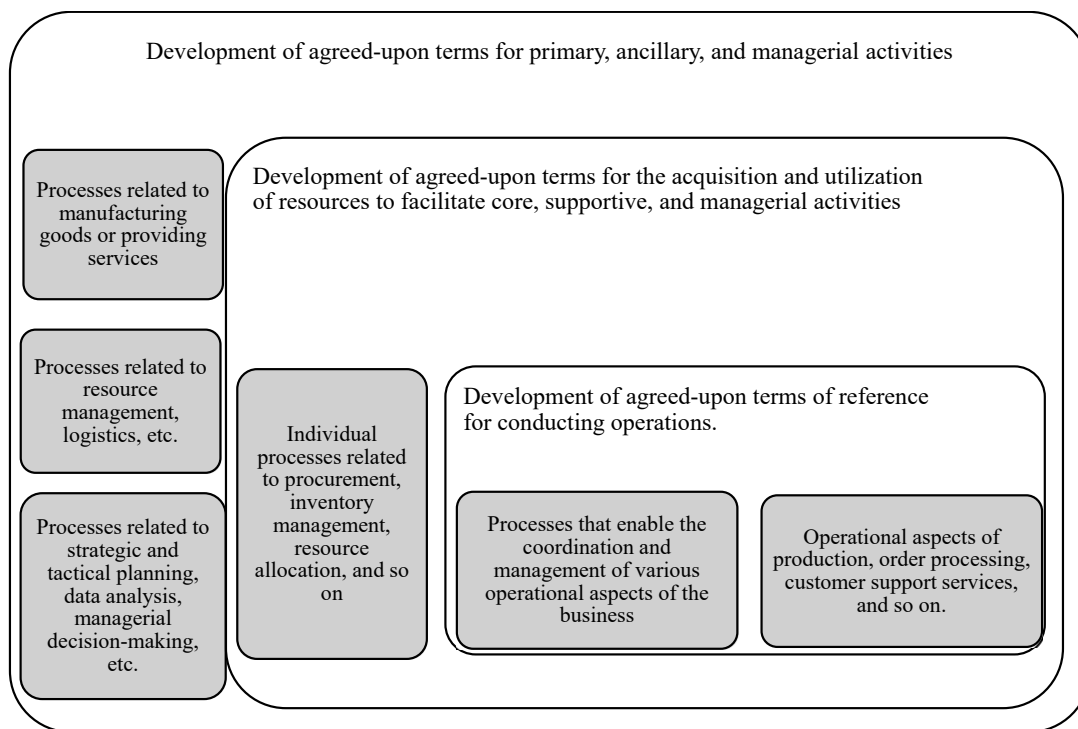 Development of agreed-upon terms for primary, ancillary, and managerial activities
Processes related to
manufacturing
goods or providing
services
Development of agreed-upon terms for the acquisition and utilization
of resources to facilitate core, supportive, and managerial activities
Processes related to
resource
management,
logistics, etc.
Individual
processes related
to procurement,
inventory
management,
resource
allocation, and so
on
Development of agreed-upon terms of reference
for conducting operations.
Processes related to
strategic and
tactical planning,
data analysis,
managerial
decision-making,
etc.
Processes that enable the
coordination and
management of various
operational aspects of the
business
Operational aspects of
production, order processing,
customer support services,
and so on.